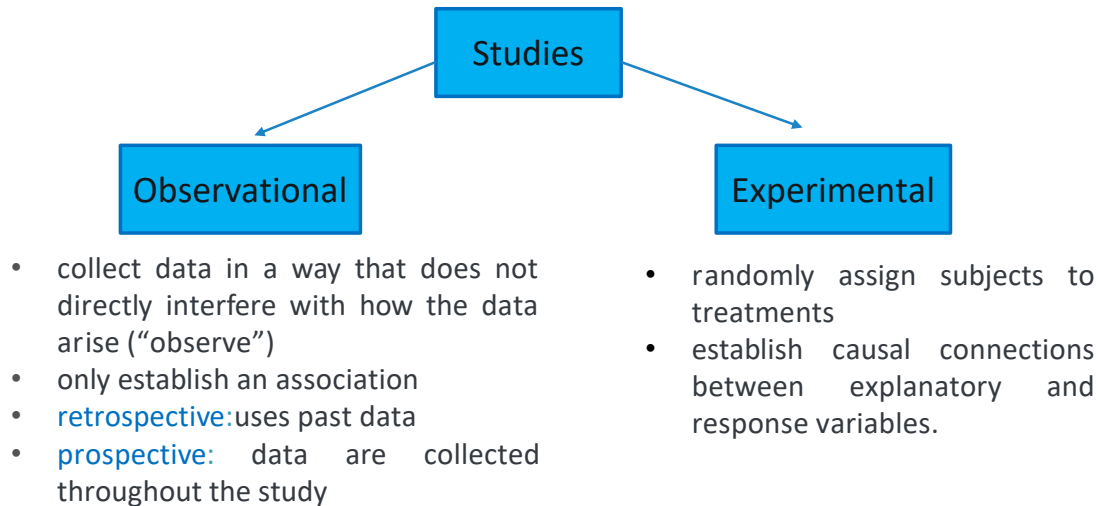 Studies
Observational
• collect data in a way that does not
directly interfere with how the data
arise (“observe”)
• only establish an association
• retrospective:uses past data
• prospective: data are collected
throughout the study
Experimental
• randomly assign subjects to
treatments
• establish causal connections
between explanatory and
response variables.